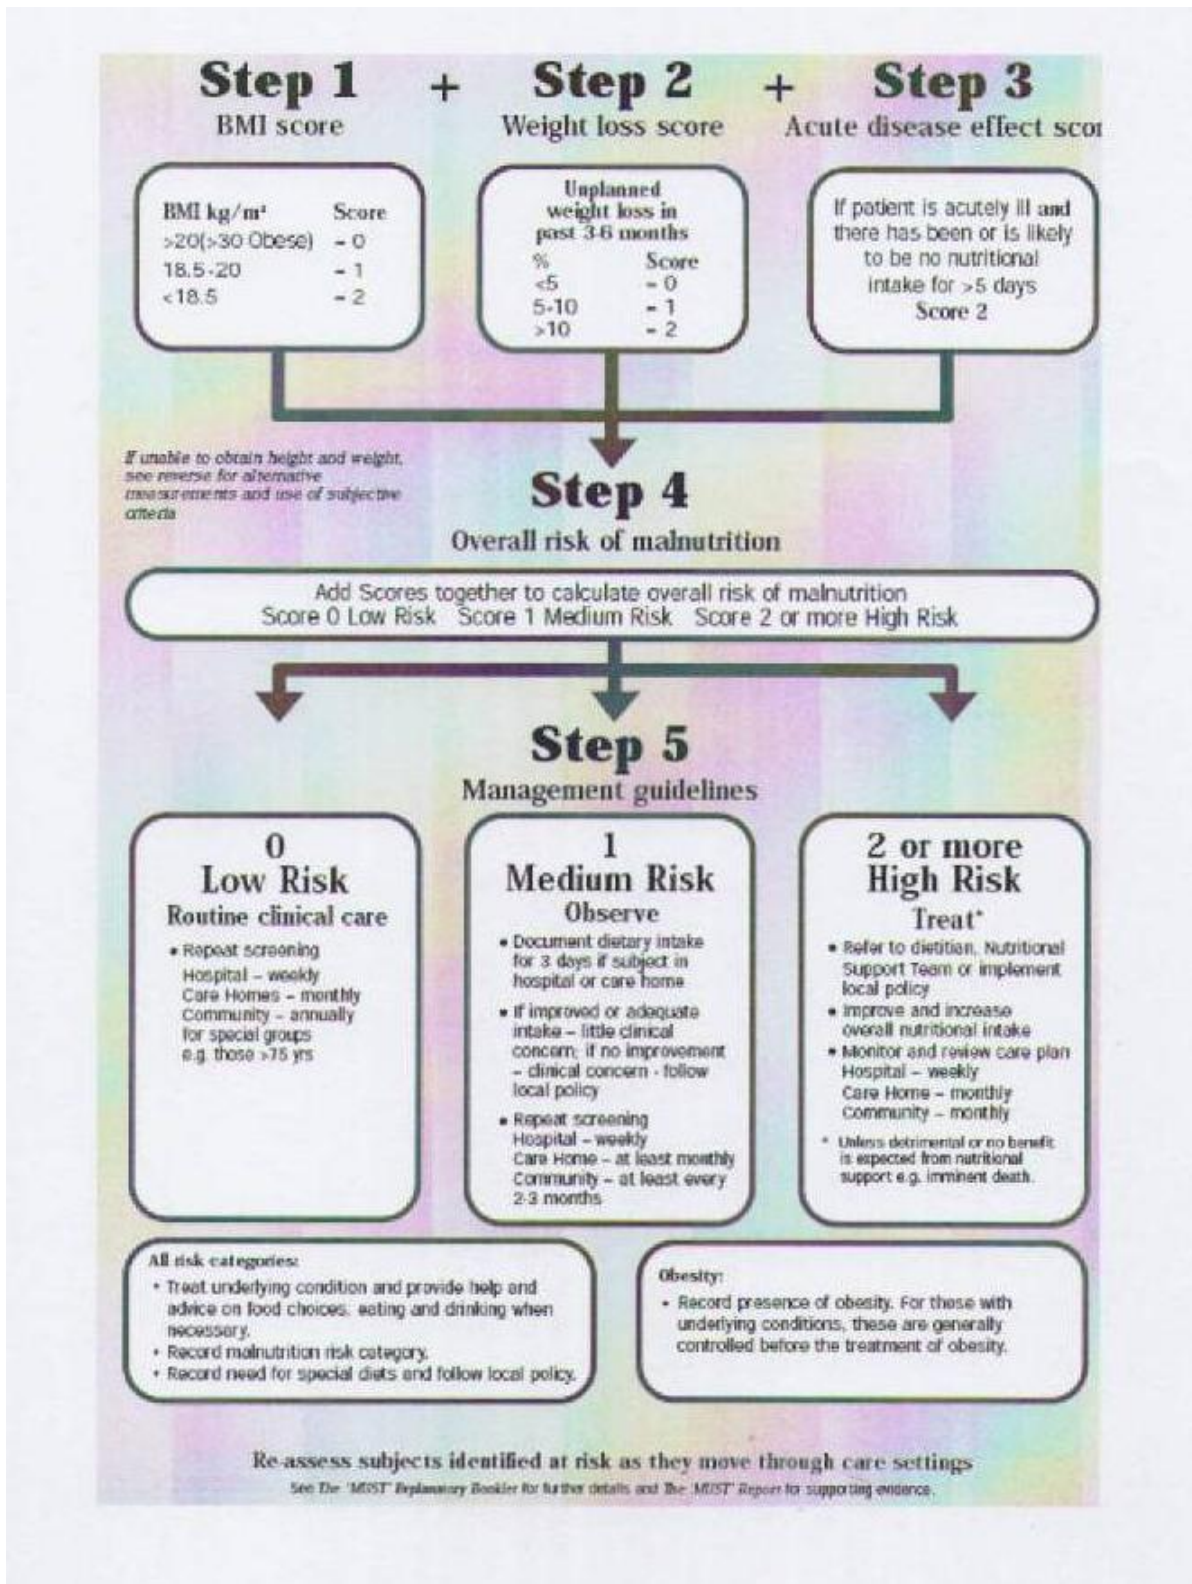 Step 1 + Step 2 + Step 3
BMI score
Weight loss score
Acute disease effect scor
BMI kg/m² Score
>20(>30 Obese) = 0
18.5-20 = 1
<18.5 = 2
Unplanned
weight loss in
past 3-6 months
% Score
<5 = 0
5-10 = 1
>10 = 2
If patient is acutely ill and
there has been or is likely
to be no nutritional
intake for >5 days
Score 2
If unable to obtain height and weight,
see reverse for alternative
measurements and use of subjective
criteria
Step 4
Overall risk of malnutrition
Add Scores together to calculate overall risk of malnutrition
Score 0 Low Risk Score 1 Medium Risk Score 2 or more High Risk
Step 5
Management guidelines
0
Low Risk
Routine clinical care
• Repeat screening
Hospital – weekly
Care Homes – monthly
Community – annually
for special groups
e.g. those >75 yrs
1
Medium Risk
Observe
• Document dietary intake
for 3 days if subject in
hospital or care home
• If improved or adequate
intake – little clinical
concern; if no improvement
– clinical concern - follow
local policy
• Repeat screening
Hospital – weekly
Care Home – at least monthly
Community – at least every
2-3 months
2 or more
High Risk
Treat*
• Refer to dietitian, Nutritional
Support Team or implement
local policy
• Improve and increase
overall nutritional intake
• Monitor and review care plan
Hospital – weekly
Care Home – monthly
Community – monthly
* Unless detrimental or no benefit
is expected from nutritional
support e.g. imminent death.
All risk categories:
• Treat underlying condition and provide help and
advice on food choices, eating and drinking when
necessary.
• Record malnutrition risk category.
• Record need for special diets and follow local policy.
Obesity:
• Record presence of obesity. For those with
underlying conditions, these are generally
controlled before the treatment of obesity.
Re-assess subjects identified at risk as they move through care settings
See The 'MUST' Explanatory Booklet for further details and The 'MUST' Report for supporting evidence.